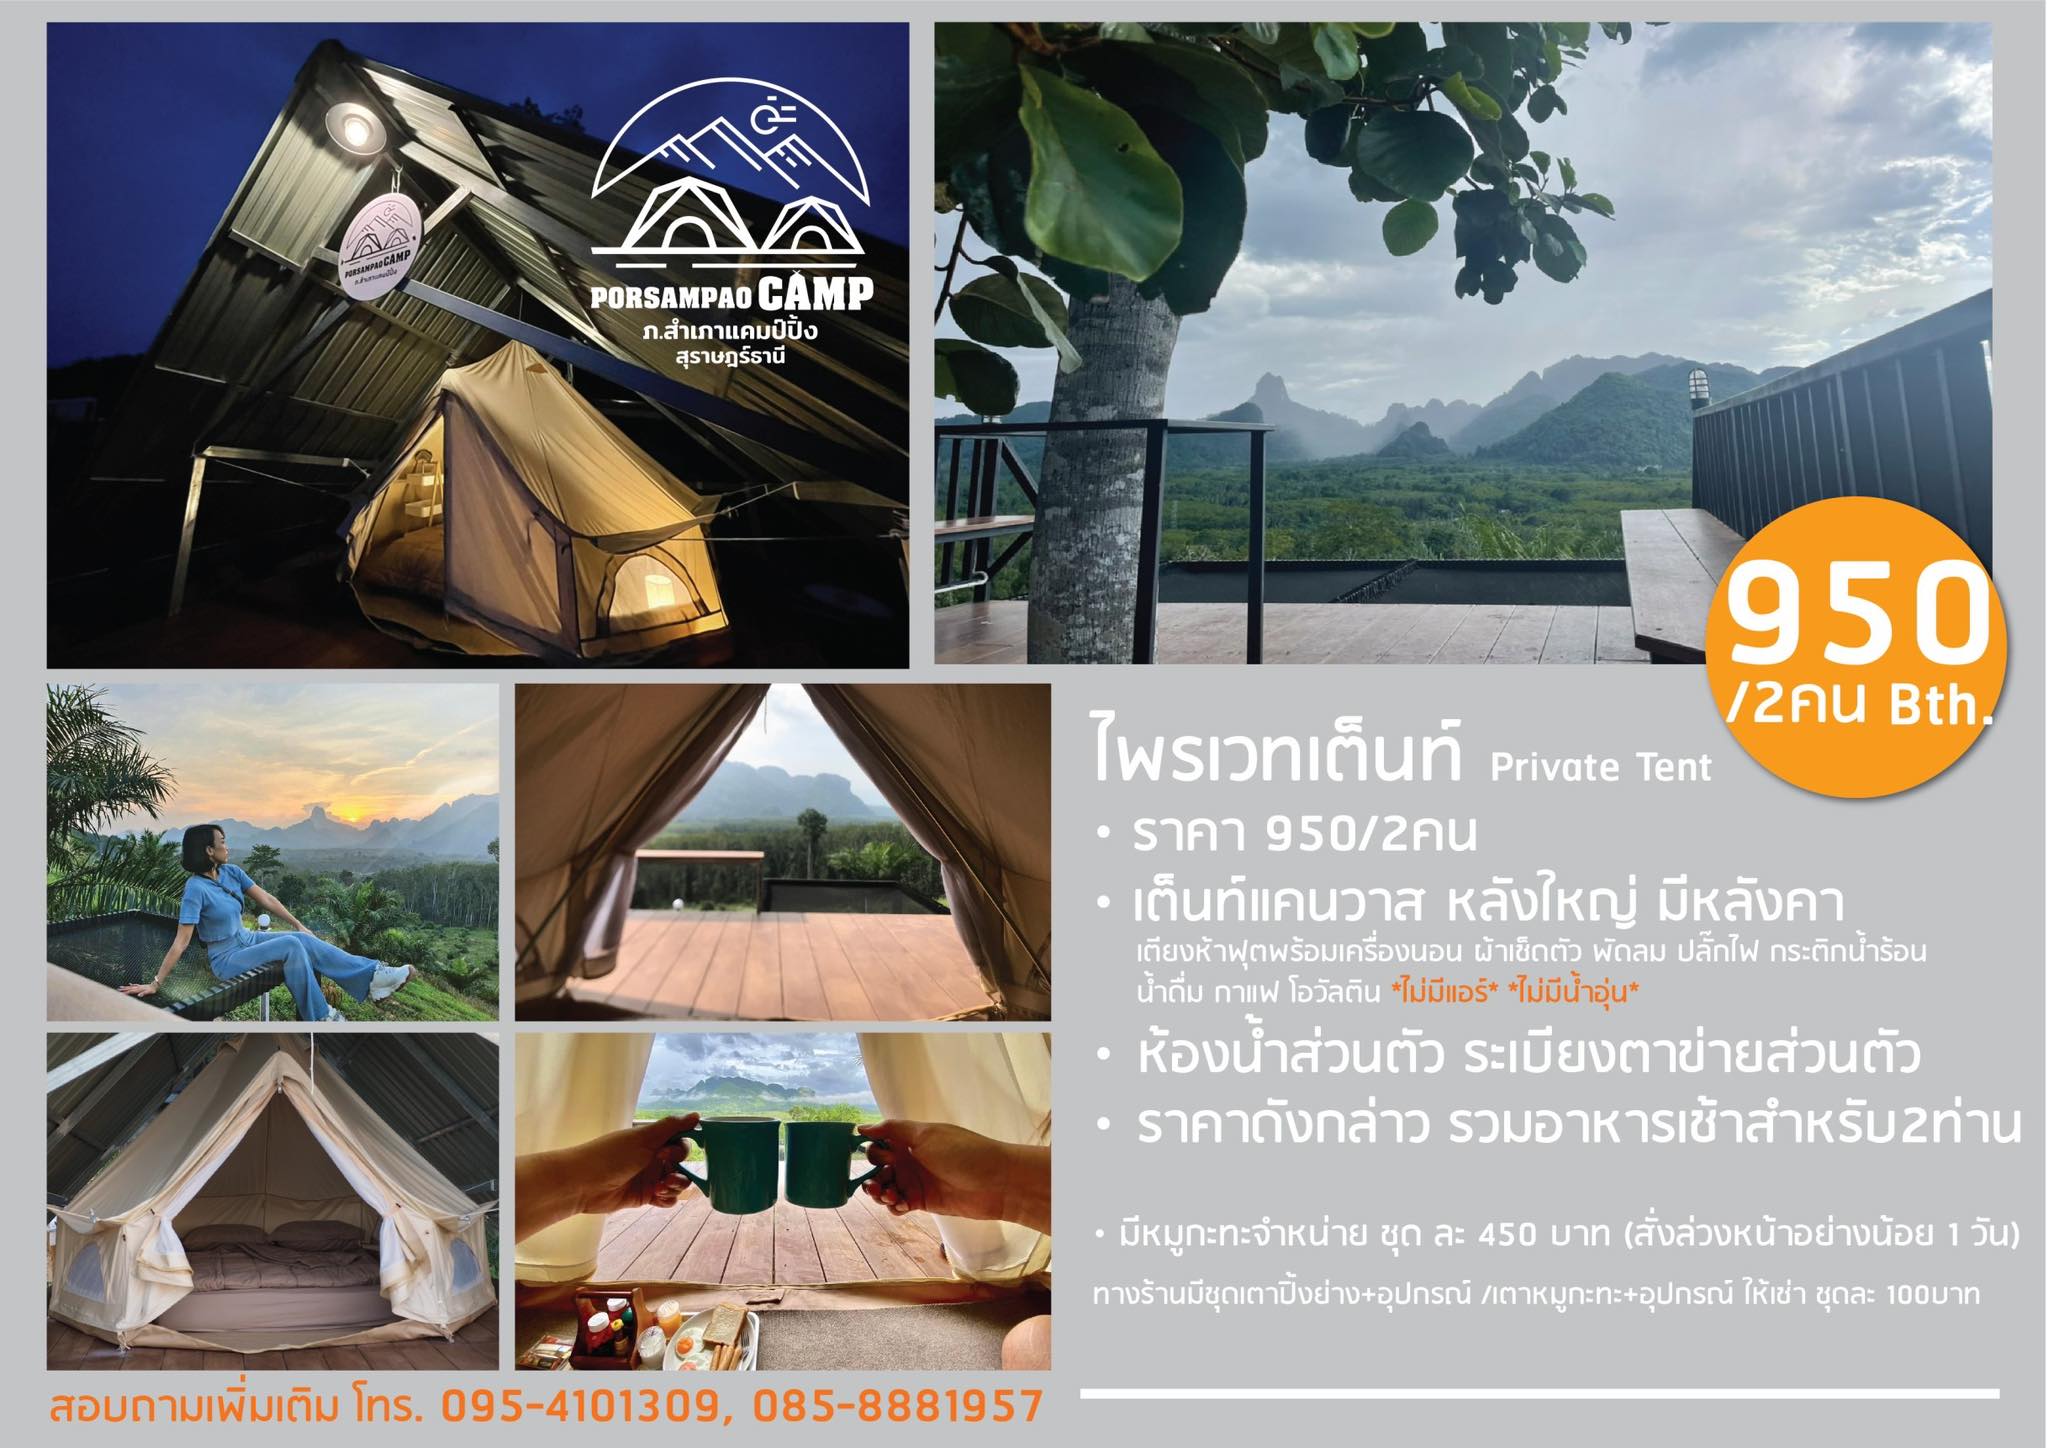 PORSAMPAO CAMP
ภ.สำเภาแคมป์ปิ้ง
PORSAMPAO CAMP
ภ.สำเภาแคมป์ปิ้ง
สุราษฎร์ธานี
950
/2คน Bth.
ไพรเวทเต็นท์ Private Tent
• ราคา 950/2คน
• เต็นท์แคนวาส หลังใหญ่ มีหลังคา
เตียงห้าฟุตพร้อมเครื่องนอน ผ้าเช็ดตัว พัดลม ปลั๊กไฟ กระติกน้ำร้อน
น้ำดื่ม กาแฟ โอวัลติน *ไม่มีแอร์* *ไม่มีน้ำอุ่น*
• ห้องน้ำส่วนตัว ระเบียงตาข่ายส่วนตัว
• ราคาดังกล่าว รวมอาหารเช้าสำหรับ2ท่าน
• มีหมูกะทะจำหน่าย ชุด ละ 450 บาท (สั่งล่วงหน้าอย่างน้อย 1 วัน)
ทางร้านมีชุดเตาปิ้งย่าง+อุปกรณ์ /เตาหมูกะทะ+อุปกรณ์ ให้เช่า ชุดละ 100บาท
สอบถามเพิ่มเติม โทร. 095-4101309, 085-8881957